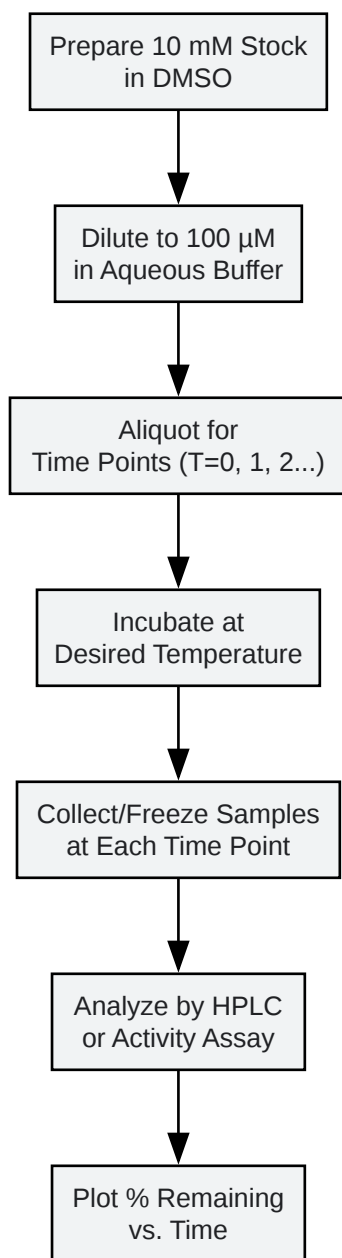 Prepare 10 mM Stock
in DMSO
Dilute to 100 µM
in Aqueous Buffer
Aliquot for
Time Points (T=0, 1, 2...)
Incubate at
Desired Temperature
Collect/Freeze Samples
at Each Time Point
Analyze by HPLC
or Activity Assay
Plot % Remaining
vs. Time